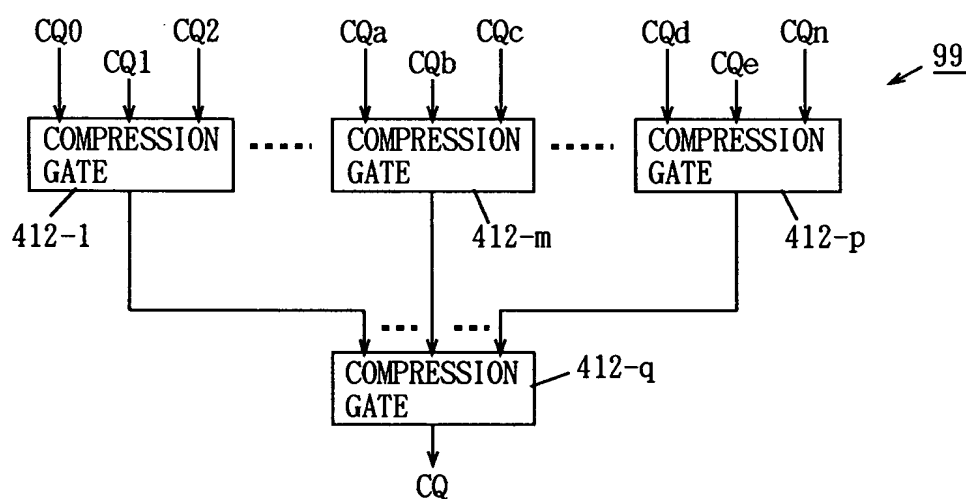 CQ0 CQ2 CQa CQc CQd CQn
CQ1 CQb CQe
99
COMPRESSION
GATE
COMPRESSION
GATE
COMPRESSION
GATE
412-1
412-m
412-p
COMPRESSION
GATE
412-q
CQ